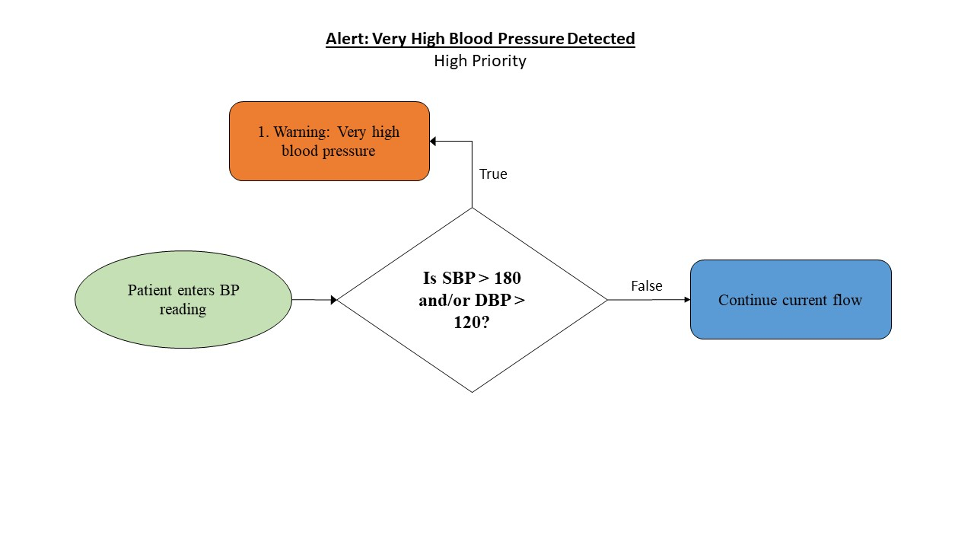 Alert: Very High Blood Pressure Detected
High Priority
1. Warning: Very high
blood pressure
True
Is SBP > 180
and/or DBP >
120?
Patient enters BP
reading
False
Continue current flow